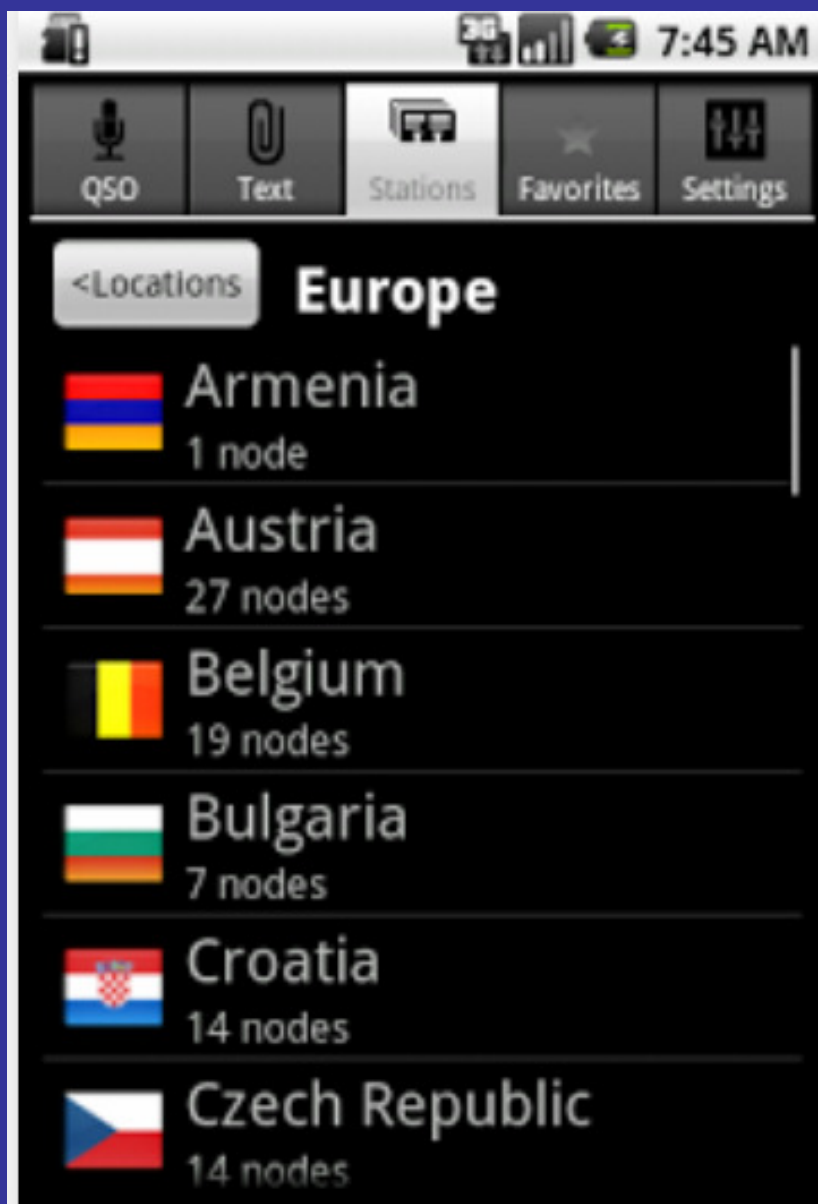 3G 7:45 AM
QSO Text Stations Favorites Settings
<Locations Europe
Armenia
1 node
Austria
27 nodes
Belgium
19 nodes
Bulgaria
7 nodes
Croatia
14 nodes
Czech Republic
14 nodes